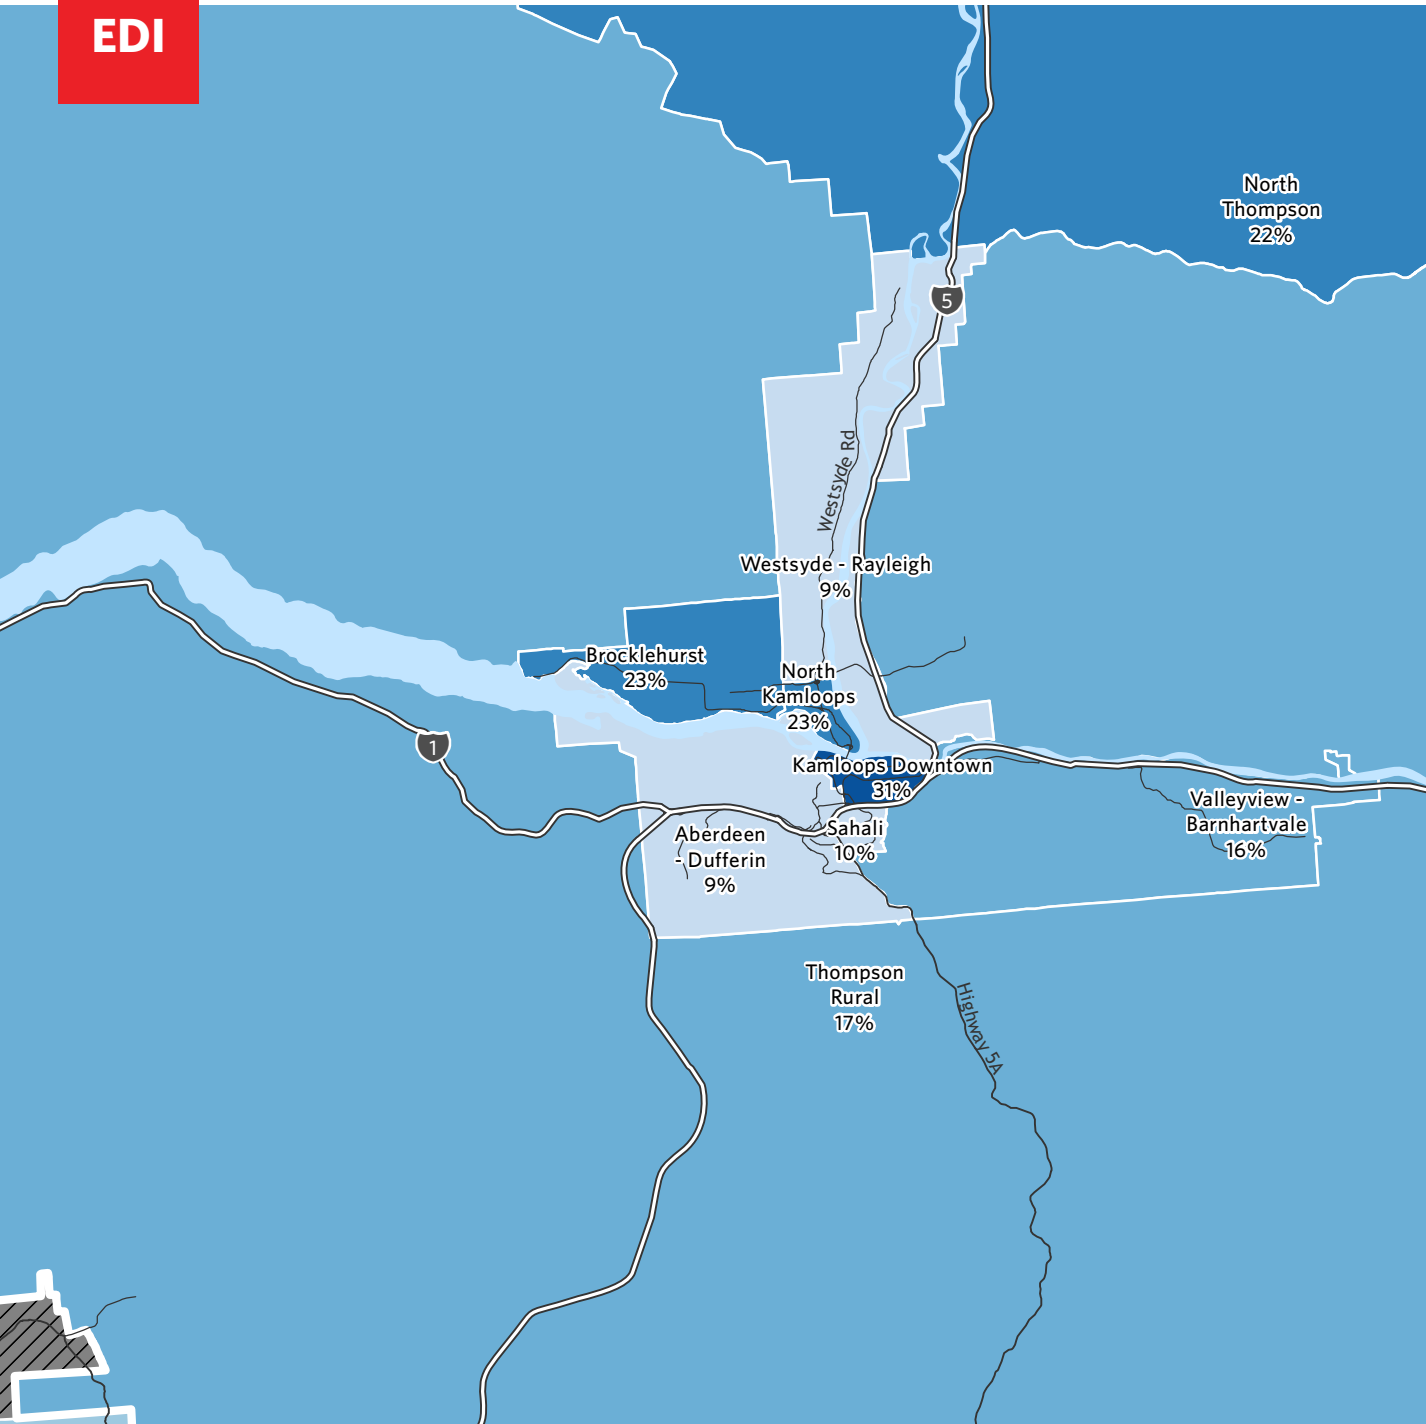 EDI
North
Thompson
22%
5
Westsyde Rd
Westsyde - Rayleigh
9%
Brocklehurst
23%
North
Kamloops
23%
1
Kamloops Downtown
31%
Valleyview -
Barnhartvale
16%
Aberdeen
- Dufferin
9%
Sahali
10%
Thompson
Rural
17%
Highway 5A